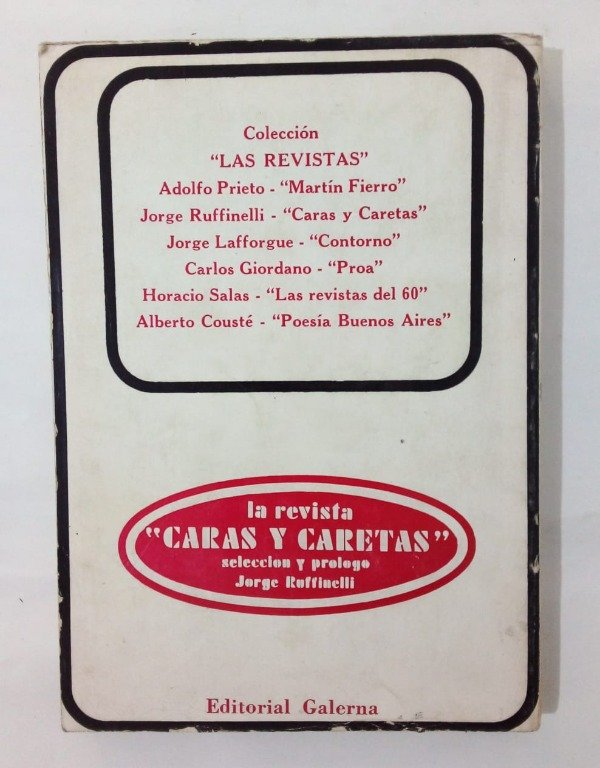 Colección
“LAS REVISTAS”
Adolfo Prieto - “Martín Fierro”
Jorge Ruffinelli - “Caras y Caretas”
Jorge Lafforgue - “Contorno”
Carlos Giordano - “Proa”
Horacio Salas - “Las revistas del 60”
Alberto Cousté - “Poesía Buenos Aires”
la revista
“CARAS Y CARETAS”
seleccion y prologo
Jorge Ruffinelli
Editorial Galerna